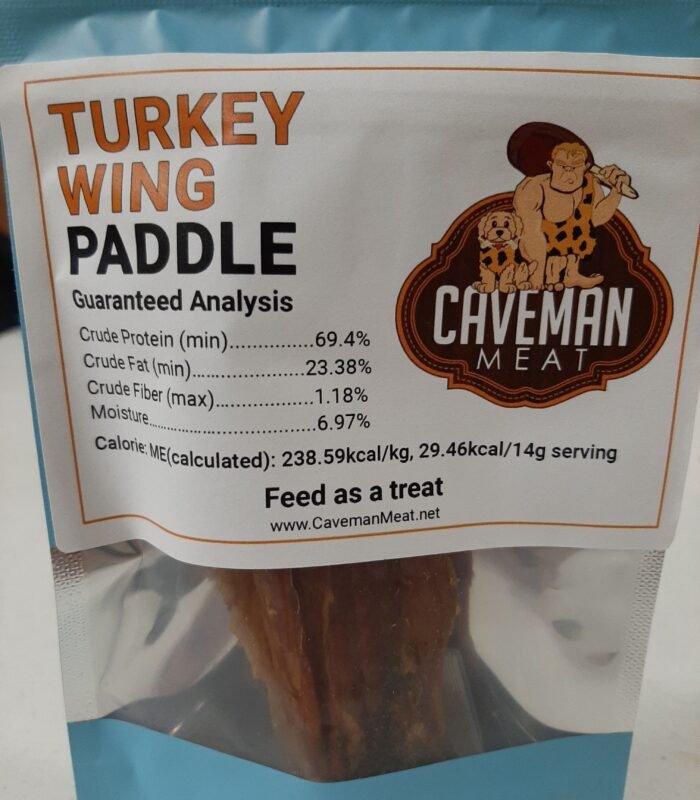 TURKEY
WING
PADDLE
Guaranteed Analysis
Crude Protein (min)...............69.4%
Crude Fat (min)....................23.38%
Crude Fiber (max)..................1.18%
Moisture..............................6.97%
Calorie: ME(calculated): 238.59kcal/kg, 29.46kcal/14g serving
Feed as a treat
www.CavemanMeat.net
CAVEMAN
MEAT